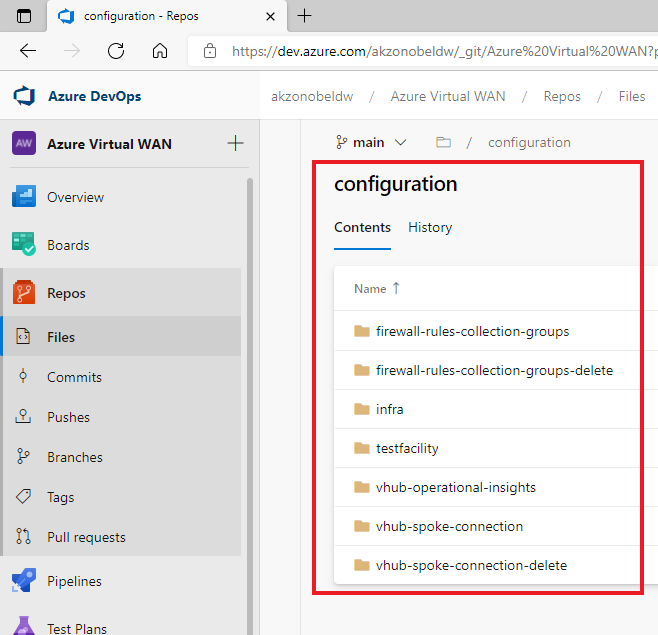 configuration - Repos
https://dev.azure.com/akzonobeldw/_git/Azure%20Virtual%20WAN?p
Azure DevOps
akzonobeldw / Azure Virtual WAN / Repos / Files
AW Azure Virtual WAN
main / configuration
Overview
Boards
Repos
Files
Commits
Pushes
Branches
Tags
Pull requests
Pipelines
Test Plans
configuration
Contents History
Name
firewall-rules-collection-groups
firewall-rules-collection-groups-delete
infra
testfacility
vhub-operational-insights
vhub-spoke-connection
vhub-spoke-connection-delete